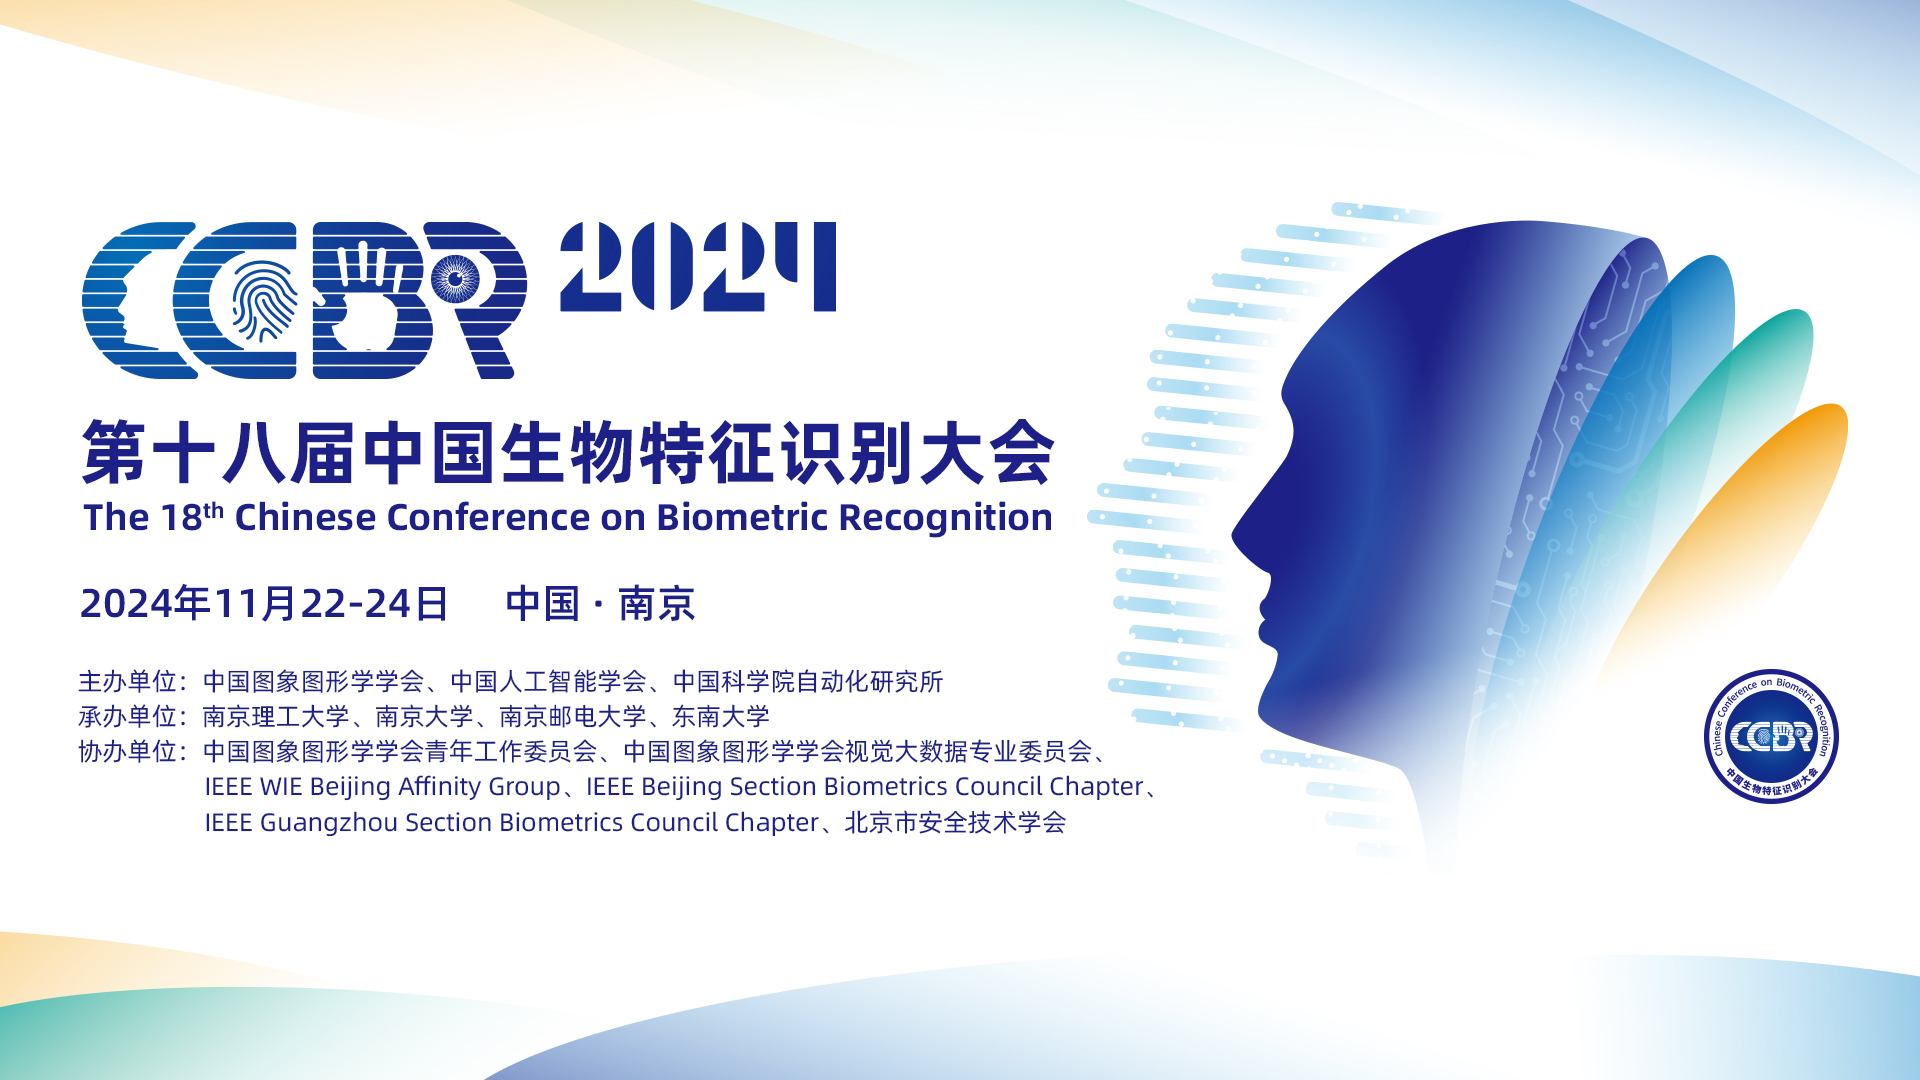 CCBR 2024
第十八届中国生物特征识别大会
The 18th Chinese Conference on Biometric Recognition
2024年11月22-24日 中国·南京
主办单位：中国图象图形学学会、中国人工智能学会、中国科学院自动化研究所
承办单位：南京理工大学、南京大学、南京邮电大学、东南大学
协办单位：中国图象图形学学会青年工作委员会、中国图象图形学学会视觉大数据专业委员会、
IEEE WIE Beijing Affinity Group、IEEE Beijing Section Biometrics Council Chapter、
IEEE Guangzhou Section Biometrics Council Chapter、北京市安全技术学会
Chinese Conference on Biometric Recognition
CCBR
中国生物特征识别大会